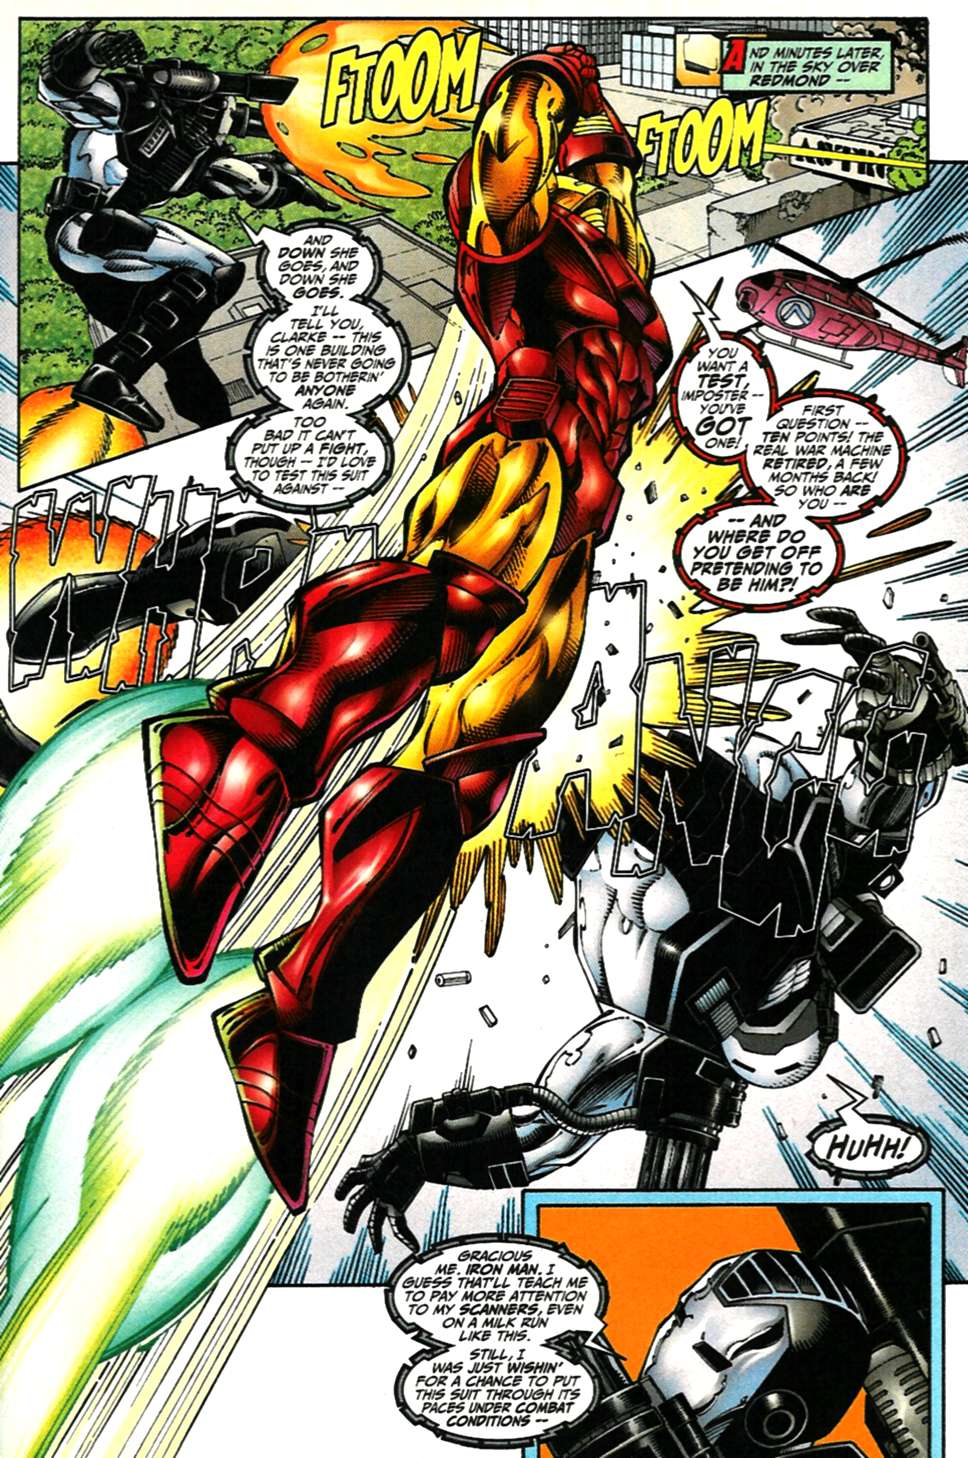 AND MINUTES LATER,
IN THE SKY OVER
REDMOND --
FTOOM
FTOOM
AND
DOWN SHE
GOES, AND
DOWN SHE
GOES.
I'LL
TELL YOU,
CLARKE -- THIS
IS ONE BUILDING
THAT'S NEVER GOING
TO BE BOTHERIN'
ANYONE
AGAIN.
TOO
BAD IT CAN'T
PUT UP A FIGHT,
THOUGH -- I'D LOVE
TO TEST THIS SUIT
AGAINST --
YOU
WANT A
TEST,
IMPOSTER --
YOU'VE
GOT
ONE!
FIRST
QUESTION --
TEN POINTS! THE
REAL WAR MACHINE
RETIRED, A FEW
MONTHS BACK!
SO WHO ARE
YOU --
-- AND
WHERE DO
YOU GET OFF
PRETENDING TO
BE HIM?!
HUHH!
GRACIOUS
ME. IRON MAN. I
GUESS THAT'LL TEACH ME
TO PAY MORE ATTENTION
TO MY SCANNERS, EVEN
ON A MILK RUN
LIKE THIS.
STILL, I
WAS JUST WISHIN'
FOR A CHANCE TO PUT
THIS SUIT THROUGH ITS
PACES UNDER COMBAT
CONDITIONS --